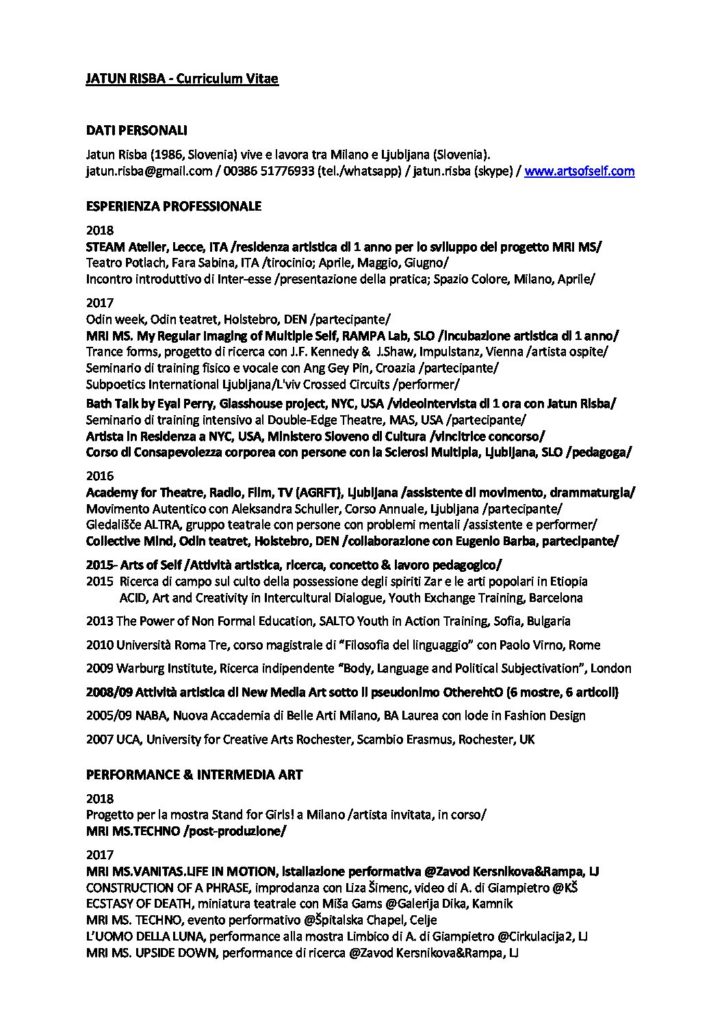 JATUN RISBA - Curriculum Vitae
DATI PERSONALI
Jatun Risba (1986, Slovenia) vive e lavora tra Milano e Ljubljana (Slovenia).
jatun.risba@gmail.com / 00386 51776933 (tel./whatsapp) / jatun.risba (skype) / www.artsofself.com
ESPERIENZA PROFESSIONALE
2018
STEAM Atelier, Lecce, ITA /residenza artistica di 1 anno per lo sviluppo del progetto MRI MS/
Teatro Potlach, Fara Sabina, ITA /tirocinio; Aprile, Maggio, Giugno/
Incontro introduttivo di Inter-esse /presentazione della pratica; Spazio Colore, Milano, Aprile/
2017
Odin week, Odin teatret, Holstebro, DEN /partecipante/
MRI MS. My Regular Imaging of Multiple Self, RAMPA Lab, SLO /incubazione artistica di 1 anno/
Trance forms, progetto di ricerca con J.F. Kennedy & J.Shaw, Impulstanz, Vienna /artista ospite/
Seminario di training fisico e vocale con Ang Gey Pin, Croazia /partecipante/
Subpoetics International Ljubljana/L'viv Crossed Circuits /performer/
Bath Talk by Eyal Perry, Glasshouse project, NYC, USA /videointervista di 1 ora con Jatun Risba/
Seminario di training intensivo al Double-Edge Theatre, MAS, USA /partecipante/
Artista in Residenza a NYC, USA, Ministero Sloveno di Cultura /vincitrice concorso/
Corso di Consapevolezza corporea con persone con la Sclerosi Multipla, Ljubljana, SLO /pedagoga/
2016
Academy for Theatre, Radio, Film, TV (AGRFT), Ljubljana /assistente di movimento, drammaturgia/
Movimento Autentico con Aleksandra Schuller, Corso Annuale, Ljubljana /partecipante/
Gledališče ALTRA, gruppo teatrale con persone con problemi mentali /assistente e performer/
Collective Mind, Odin teatret, Holstebro, DEN /collaborazione con Eugenio Barba, partecipante/
2015- Arts of Self /Attività artistica, ricerca, concetto & lavoro pedagogico/
2015 Ricerca di campo sul culto della possessione degli spiriti Zar e le arti popolari in Etiopia
ACID, Art and Creativity in Intercultural Dialogue, Youth Exchange Training, Barcelona
2013 The Power of Non Formal Education, SALTO Youth in Action Training, Sofia, Bulgaria
2010 Università Roma Tre, corso magistrale di “Filosofia del linguaggio” con Paolo Virno, Rome
2009 Warburg Institute, Ricerca indipendente “Body, Language and Political Subjectivation”, London
2008/09 Attività artistica di New Media Art sotto il pseudonimo OtherehtO (6 mostre, 6 articoli)
2005/09 NABA, Nuova Accademia di Belle Arti Milano, BA Laurea con lode in Fashion Design
2007 UCA, University for Creative Arts Rochester, Scambio Erasmus, Rochester, UK
PERFORMANCE & INTERMEDIA ART
2018
Progetto per la mostra Stand for Girls! a Milano /artista invitata, in corso/
MRI MS.TECHNO /post-produzione/
2017
MRI MS.VANITAS.LIFE IN MOTION, istallazione performativa @Zavod Kersnikova&Rampa, LJ
CONSTRUCTION OF A PHRASE, improdanza con Liza Šimenc, video di A. di Giampietro @KŠ
ECSTASY OF DEATH, miniatura teatrale con Miša Gams @Galerija Dika, Kamnik
MRI MS. TECHNO, evento performativo @Špitalska Chapel, Celje
L’UOMO DELLA LUNA, performance alla mostra Limbico di A. di Giampietro @Cirkulacija2, LJ
MRI MS. UPSIDE DOWN, performance di ricerca @Zavod Kersnikova&Rampa, LJ